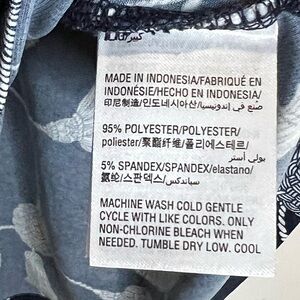 MADE IN INDONESIA/FABRIQUÉ EN
INDONÉSIE/HECHO EN INDONESIA/
印尼制造/인도네시아산/صنع في إندونيسيا
95% POLYESTER/POLYESTER/
poliester/聚酯纤维/폴리에스테르/
بولي أستر
5% SPANDEX/SPANDEX/elastano/
氨纶/스판덱스/سباندكس
MACHINE WASH COLD GENTLE
CYCLE WITH LIKE COLORS. ONLY
NON-CHLORINE BLEACH WHEN
NEEDED. TUMBLE DRY LOW. COOL